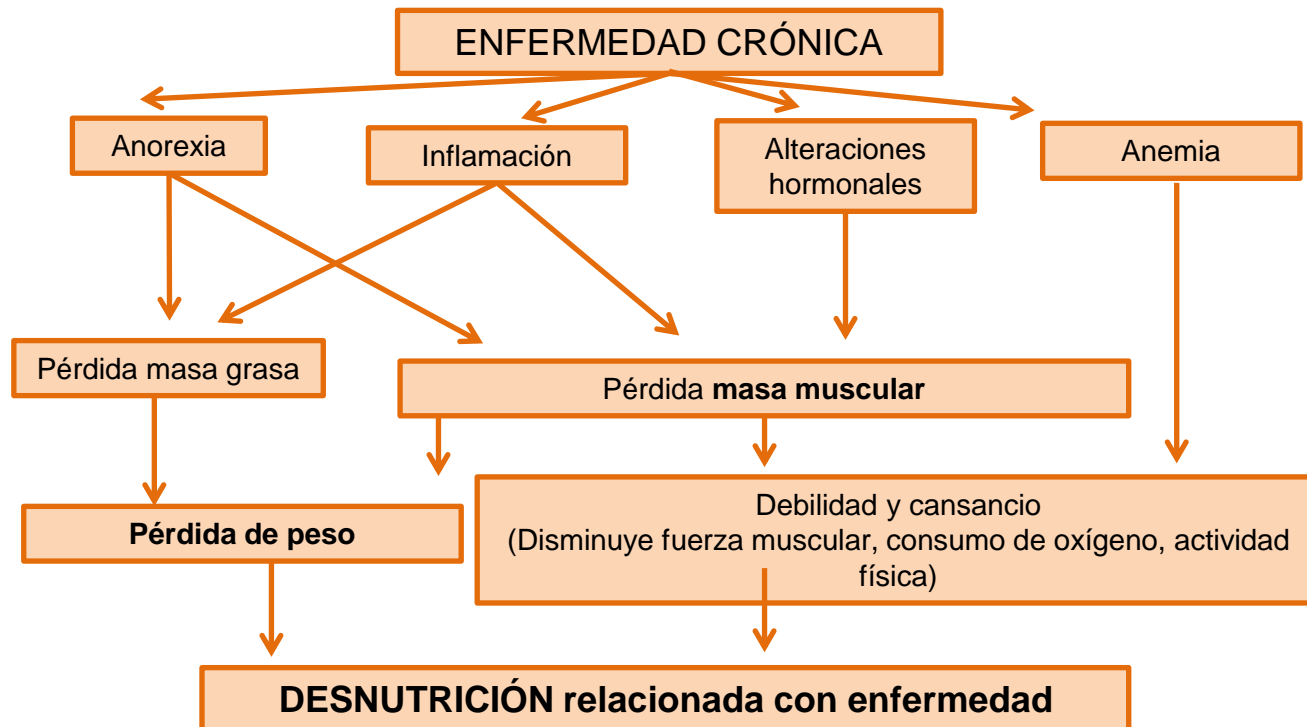 ENFERMEDAD CRÓNICA
Anorexia
Inflamación
Alteraciones
hormonales
Anemia
Pérdida masa grasa
Pérdida masa muscular
Pérdida de peso
Debilidad y cansancio
(Disminuye fuerza muscular, consumo de oxígeno, actividad
física)
DESNUTRICIÓN relacionada con enfermedad